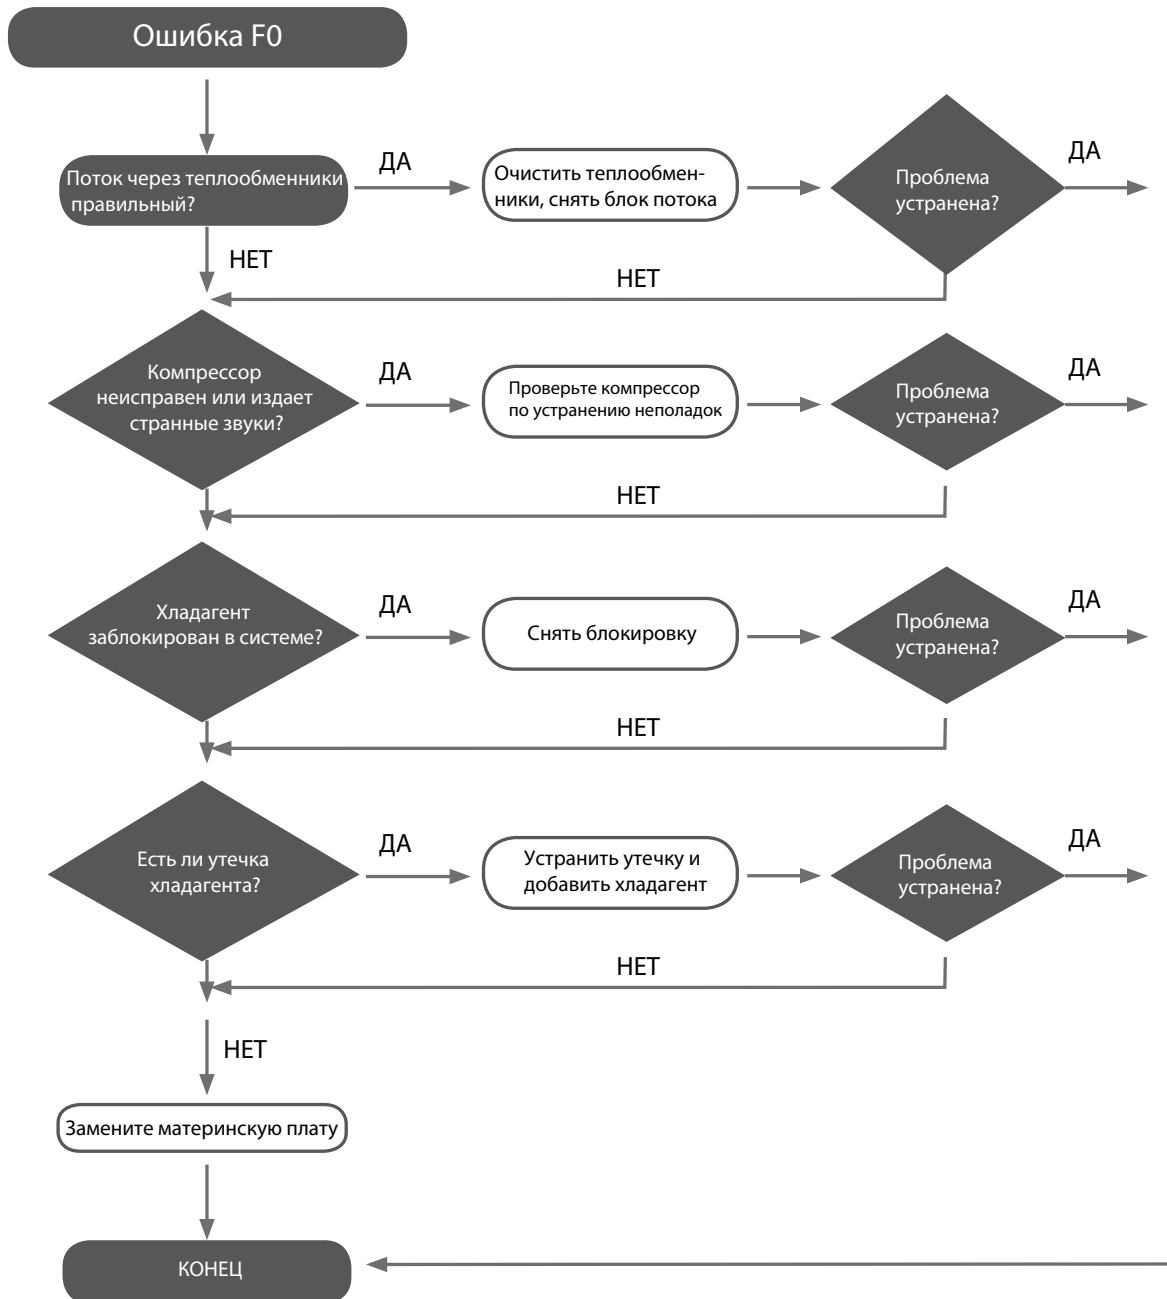 Ошибка F0
Поток через теплообменники
правильный?
ДА
Очистить теплообмен-
ники, снять блок потока
Проблема
устранена?
ДА
НЕТ
НЕТ
Компрессор
неисправен или издает
странные звуки?
ДА
Проверьте компрессор
по устранению неполадок
Проблема
устранена?
ДА
НЕТ
Хладагент
заблокирован в системе?
ДА
Снять блокировку
Проблема
устранена?
ДА
НЕТ
Есть ли утечка
хладагента?
ДА
Устранить утечку и
добавить хладагент
Проблема
устранена?
ДА
НЕТ
НЕТ
Замените материнскую плату
КОНЕЦ